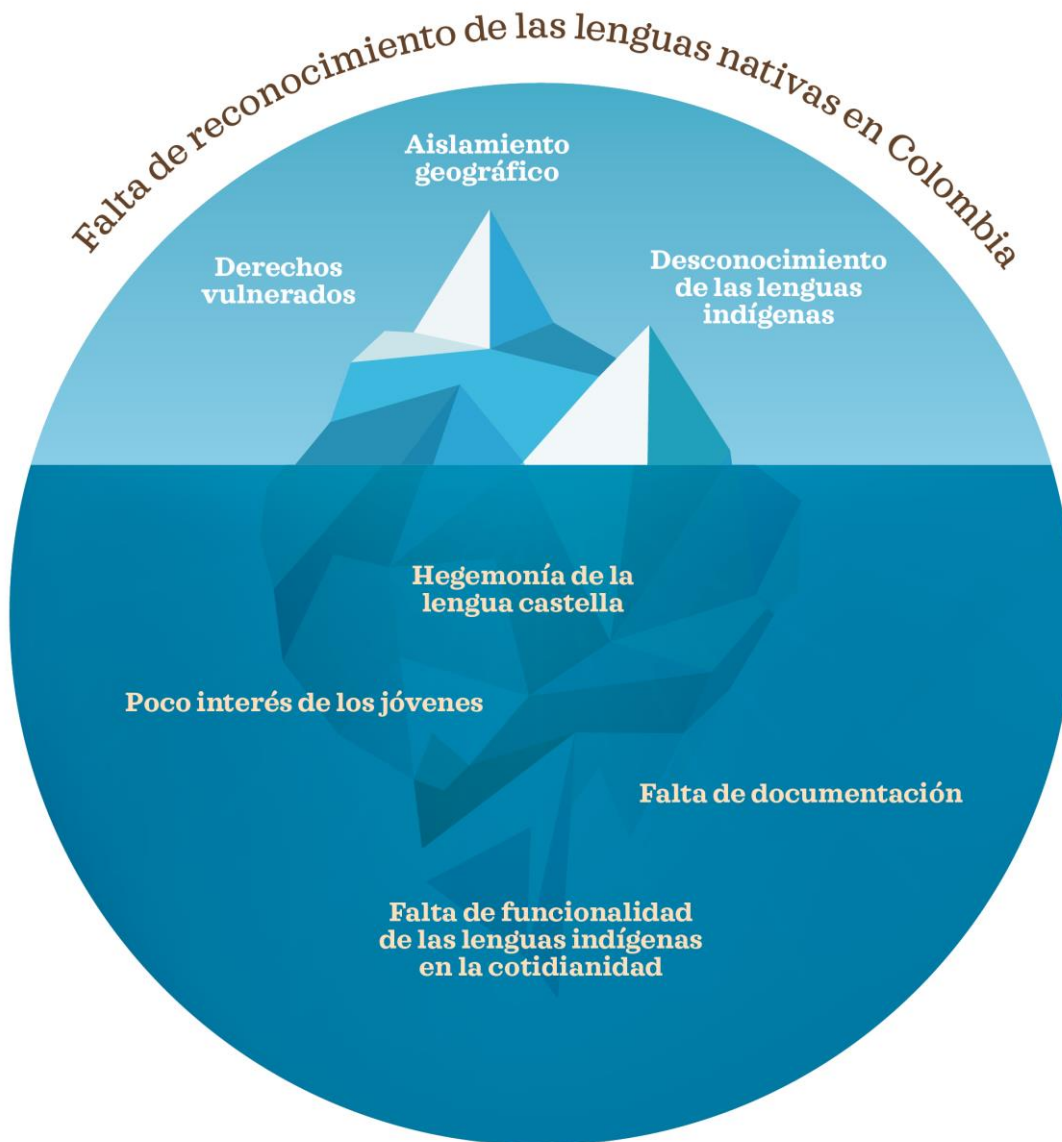 Falta de reconocimiento de las lenguas nativas en Colombia
Aislamiento
geográfico
Derechos
vulnerados
Desconocimiento
de las lenguas
indígenas
Hegemonía de la
lengua castella
Poco interés de los jóvenes
Falta de documentación
Falta de funcionalidad
de las lenguas indígenas
en la cotidianidad